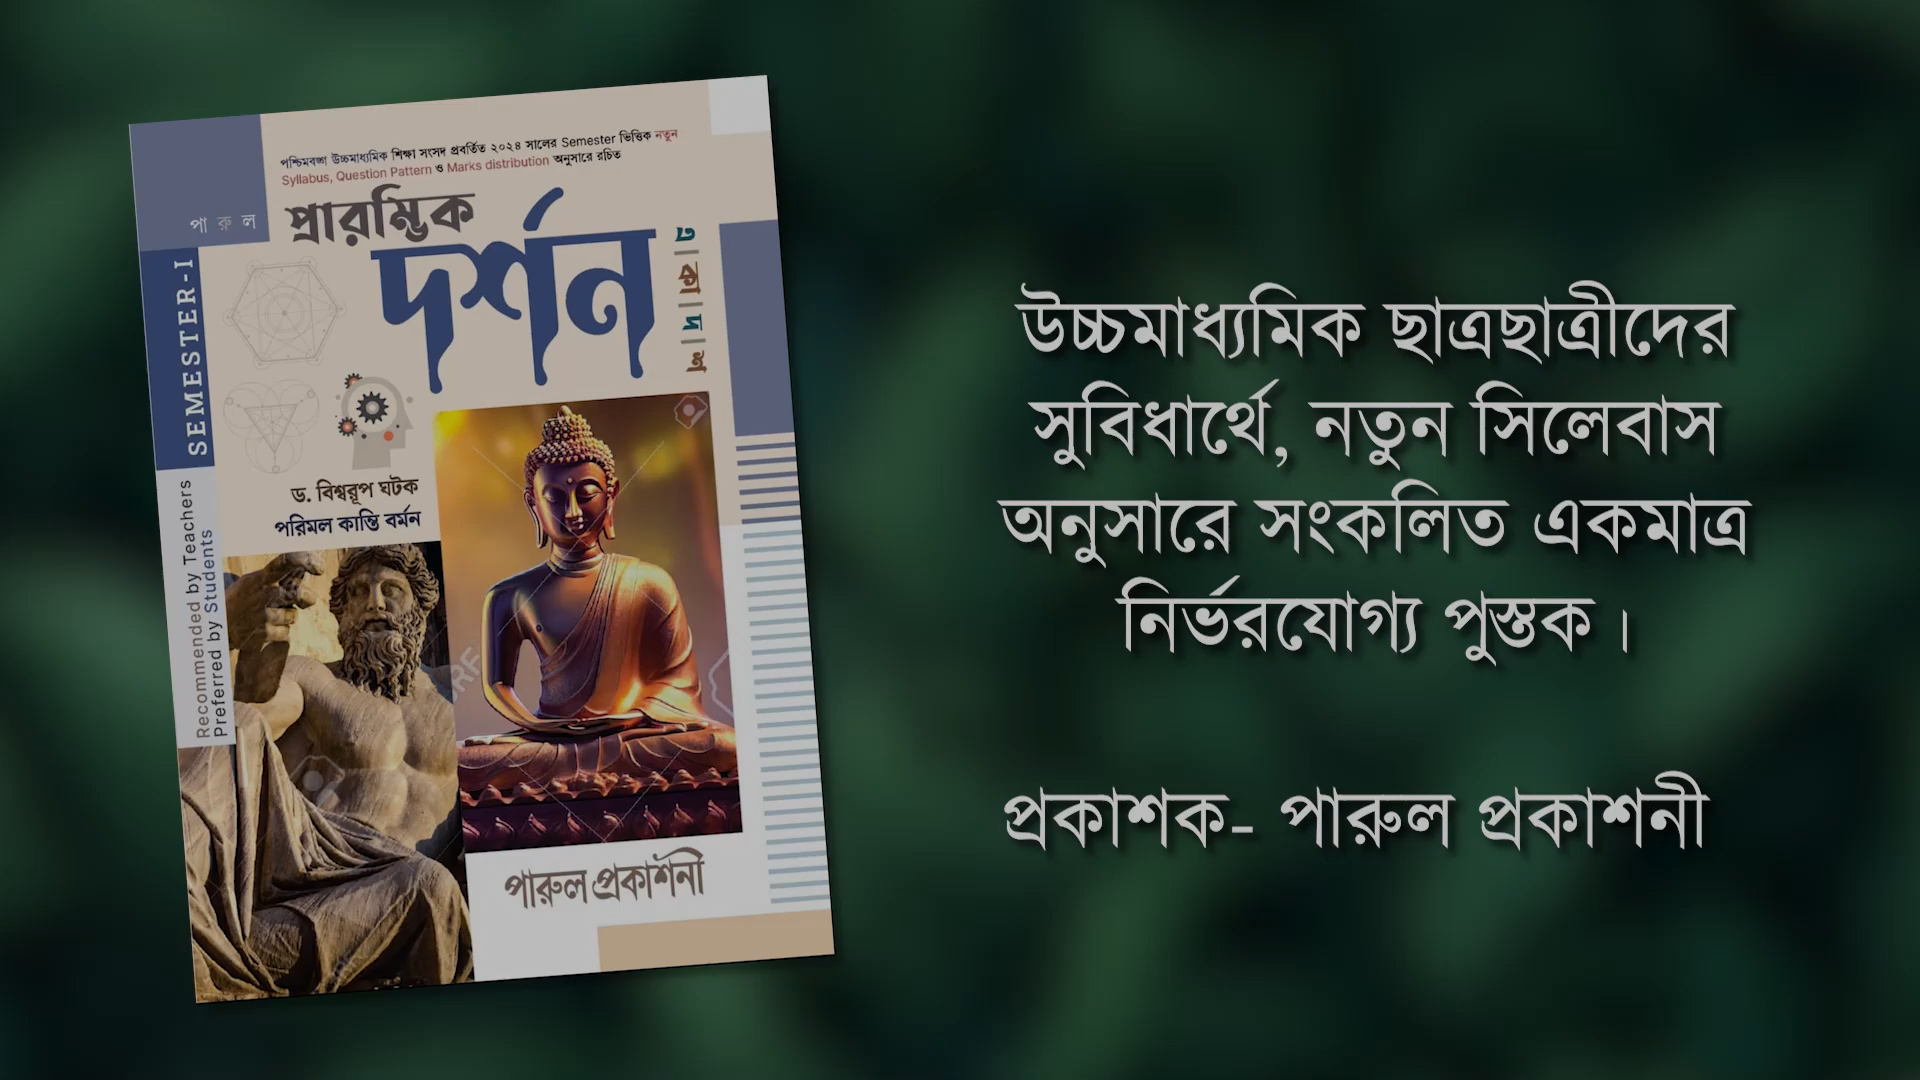 পশ্চিমবঙ্গ উচ্চমাধ্যমিক শিক্ষা সংসদ প্রবর্তিত ২০২৪ সালের Semester ভিত্তিক নতুন
Syllabus, Question Pattern ও Marks distribution অনুসারে রচিত
পারুল
প্রারম্ভিক
দর্শন
এ|কা|দ|শ
SEMESTER-I
ড. বিশ্বরূপ ঘটক
পরিমল কান্তি বর্মন
Recommended by Teachers
Preferred by Students
পারুল প্রকাশনী
উচ্চমাধ্যমিক ছাত্রছাত্রীদের
সুবিধার্থে, নতুন সিলেবাস
অনুসারে সংকলিত একমাত্র
নির্ভরযোগ্য পুস্তক।
প্রকাশক- পারুল প্রকাশনী